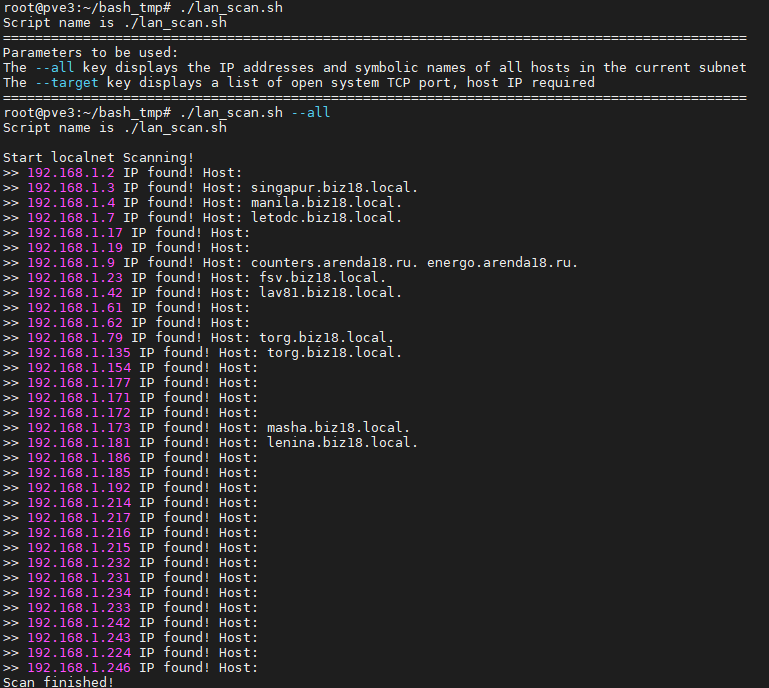 root@pve3:~/bash_tmp# ./lan_scan.sh
Script name is ./lan_scan.sh
=============================================================================================
Parameters to be used:
The --all key displays the IP addresses and symbolic names of all hosts in the current subnet
The --target key displays a list of open system TCP port, host IP required
=============================================================================================
root@pve3:~/bash_tmp# ./lan_scan.sh --all
Script name is ./lan_scan.sh

Start localnet Scanning!
>> 192.168.1.2 IP found! Host:
>> 192.168.1.3 IP found! Host: singapur.biz18.local.
>> 192.168.1.4 IP found! Host: manila.biz18.local.
>> 192.168.1.7 IP found! Host: letodc.biz18.local.
>> 192.168.1.17 IP found! Host:
>> 192.168.1.19 IP found! Host:
>> 192.168.1.9 IP found! Host: counters.arenda18.ru. energo.arenda18.ru.
>> 192.168.1.23 IP found! Host: fsv.biz18.local.
>> 192.168.1.42 IP found! Host: lav81.biz18.local.
>> 192.168.1.61 IP found! Host:
>> 192.168.1.62 IP found! Host:
>> 192.168.1.79 IP found! Host: torg.biz18.local.
>> 192.168.1.135 IP found! Host: torg.biz18.local.
>> 192.168.1.154 IP found! Host:
>> 192.168.1.177 IP found! Host:
>> 192.168.1.171 IP found! Host:
>> 192.168.1.172 IP found! Host:
>> 192.168.1.173 IP found! Host: masha.biz18.local.
>> 192.168.1.181 IP found! Host: lenina.biz18.local.
>> 192.168.1.186 IP found! Host:
>> 192.168.1.185 IP found! Host:
>> 192.168.1.192 IP found! Host:
>> 192.168.1.214 IP found! Host:
>> 192.168.1.217 IP found! Host:
>> 192.168.1.216 IP found! Host:
>> 192.168.1.215 IP found! Host:
>> 192.168.1.232 IP found! Host:
>> 192.168.1.231 IP found! Host:
>> 192.168.1.234 IP found! Host:
>> 192.168.1.233 IP found! Host:
>> 192.168.1.242 IP found! Host:
>> 192.168.1.243 IP found! Host:
>> 192.168.1.224 IP found! Host:
>> 192.168.1.246 IP found! Host:
Scan finished!